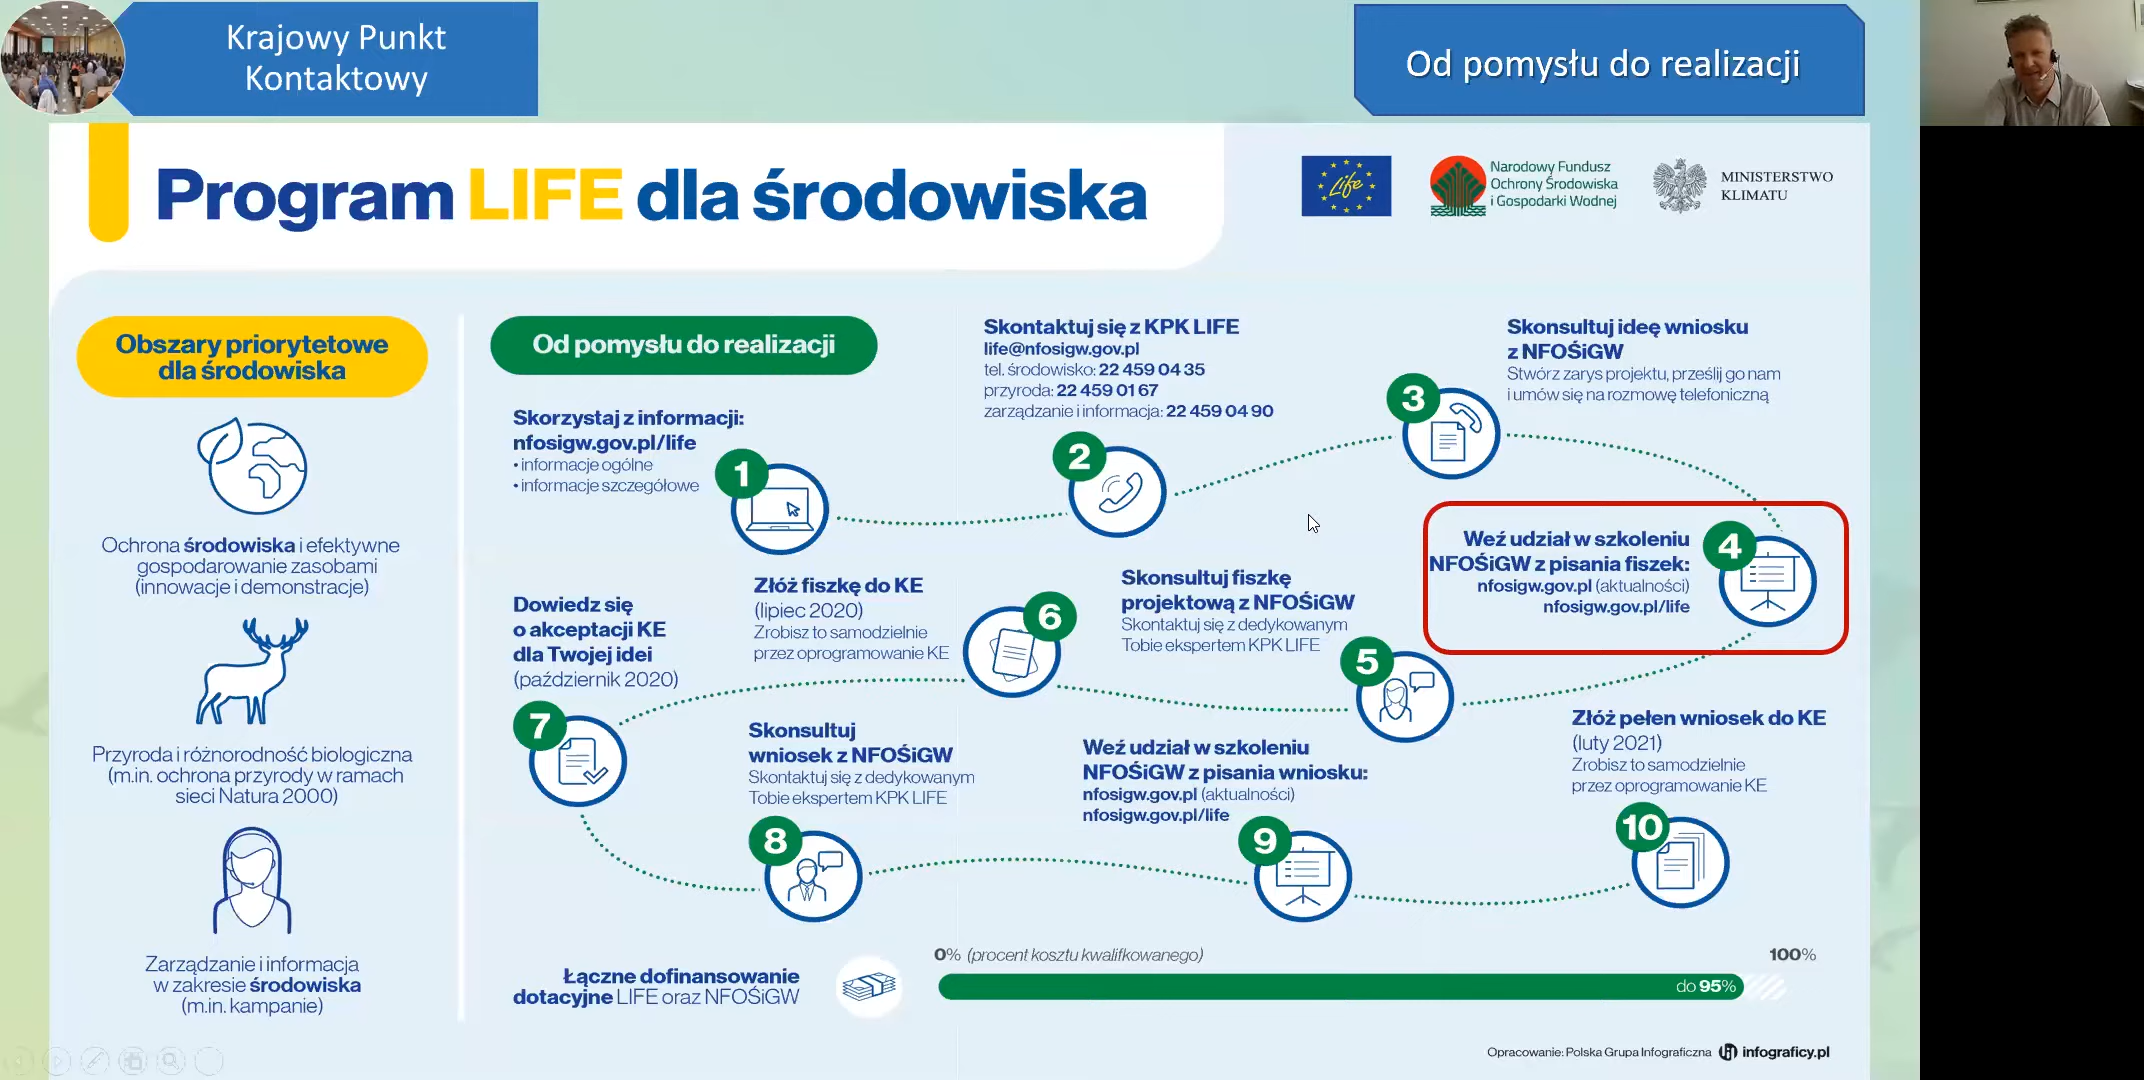 Krajowy Punkt
Kontaktowy
Od pomysłu do realizacji
Program LIFE dla środowiska
Life
Narodowy Fundusz
Ochrony Środowiska
i Gospodarki Wodnej
MINISTERSTWO
KLIMATU
Obszary priorytetowe
dla środowiska
Ochrona środowiska i efektywne
gospodarowanie zasobami
(innowacje i demonstracje)
Przyroda i różnorodność biologiczna
(m.in. ochrona przyrody w ramach
sieci Natura 2000)
Zarządzanie i informacja
w zakresie środowiska
(m.in. kampanie)
Od pomysłu do realizacji
Skorzystaj z informacji:
nfosigw.gov.pl/life
• informacje ogólne
• informacje szczegółowe
1
Skontaktuj się z KPK LIFE
life@nfosigw.gov.pl
tel. środowisko: 22 459 04 35
przyroda: 22 459 01 67
zarządzanie i informacja: 22 459 04 90
2
Skonsultuj ideę wniosku
z NFOŚiGW
Stwórz zarys projektu, prześlij go nam
i umów się na rozmowę telefoniczną
3
Weź udział w szkoleniu
NFOŚiGW z pisania fiszek:
nfosigw.gov.pl (aktualności)
nfosigw.gov.pl/life
4
Skonsultuj fiszkę
projektową z NFOŚiGW
Skontaktuj się z dedykowanym
Tobie ekspertem KPK LIFE
5
Złóż fiszkę do KE
(lipiec 2020)
Zrobisz to samodzielnie
przez oprogramowanie KE
6
Dowiedz się
o akceptacji KE
dla Twojej idei
(październik 2020)
7
Skonsultuj
wniosek z NFOŚiGW
Skontaktuj się z dedykowanym
Tobie ekspertem KPK LIFE
8
Weź udział w szkoleniu
NFOŚiGW z pisania wniosku:
nfosigw.gov.pl (aktualności)
nfosigw.gov.pl/life
9
Złóż pełen wniosek do KE
(luty 2021)
Zrobisz to samodzielnie
przez oprogramowanie KE
10
Łączne dofinansowanie
dotacyjne LIFE oraz NFOŚiGW
0% (procent kosztu kwalifkowanego)
100%
do 95%
Opracowanie: Polska Grupa Infograficzna infograficy.pl